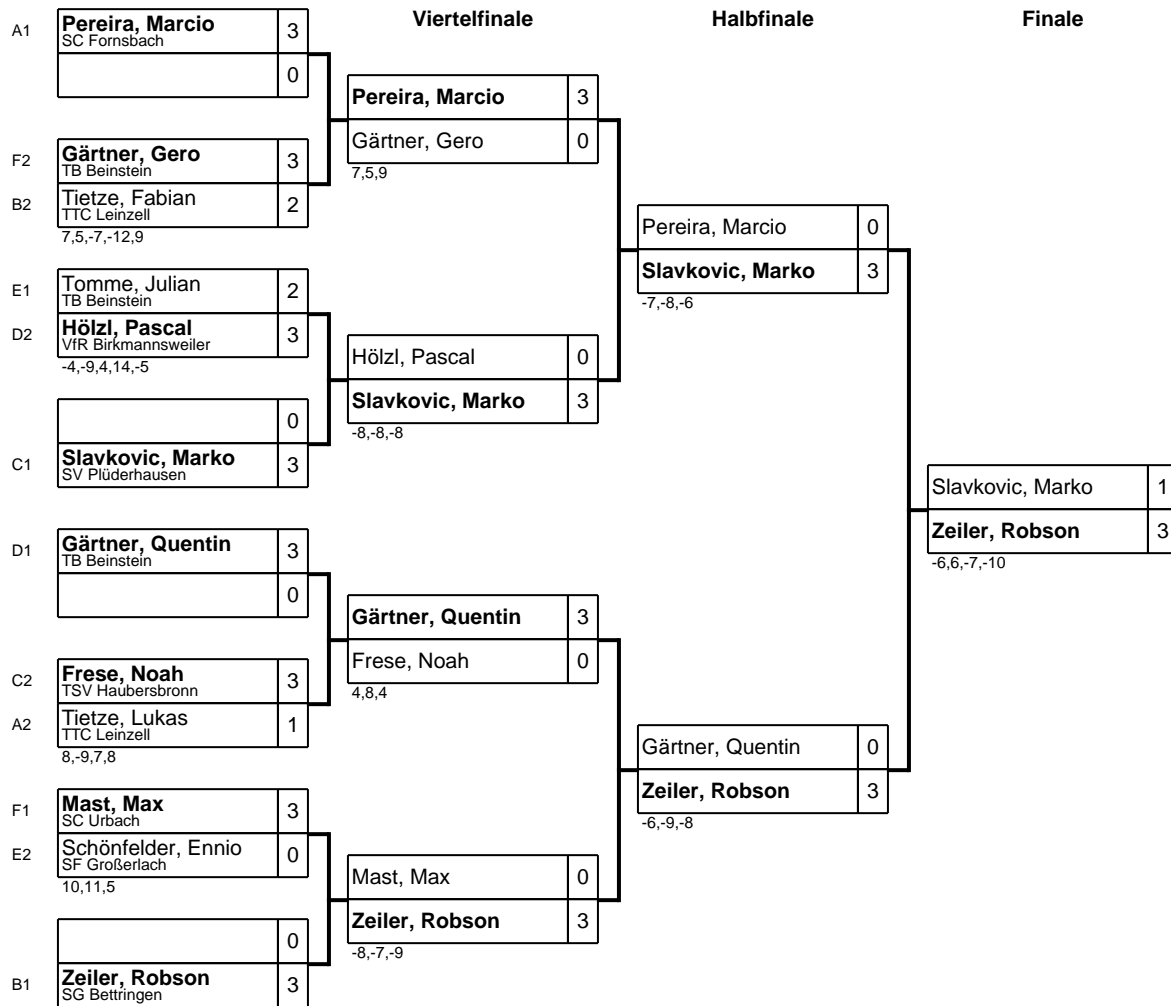 Viertelfinale
Halbfinale
Finale
A1
Pereira, Marcio 3
SC Fornsbach
0
F2
Gärtner, Gero 3
TB Beinstein
B2
Tietze, Fabian 2
TTC Leinzell
7,5,-7,-12,9
E1
Tomme, Julian 2
TB Beinstein
D2
Hölzl, Pascal 3
VfR Birkmannsweiler
-4,-9,4,14,-5
0
C1
Slavkovic, Marko 3
SV Plüderhausen
D1
Gärtner, Quentin 3
TB Beinstein
0
C2
Frese, Noah 3
TSV Haubersbronn
A2
Tietze, Lukas 1
TTC Leinzell
8,-9,7,8
F1
Mast, Max 3
SC Urbach
E2
Schönfelder, Ennio 0
SF Großerlach
10,11,5
0
B1
Zeiler, Robson 3
SG Bettringen
Pereira, Marcio 3
Gärtner, Gero 0
7,5,9
Hölzl, Pascal 0
Slavkovic, Marko 3
-8,-8,-8
Gärtner, Quentin 3
Frese, Noah 0
4,8,4
Mast, Max 0
Zeiler, Robson 3
-8,-7,-9
Pereira, Marcio 0
Slavkovic, Marko 3
-7,-8,-6
Gärtner, Quentin 0
Zeiler, Robson 3
-6,-9,-8
Slavkovic, Marko 1
Zeiler, Robson 3
-6,6,-7,-10